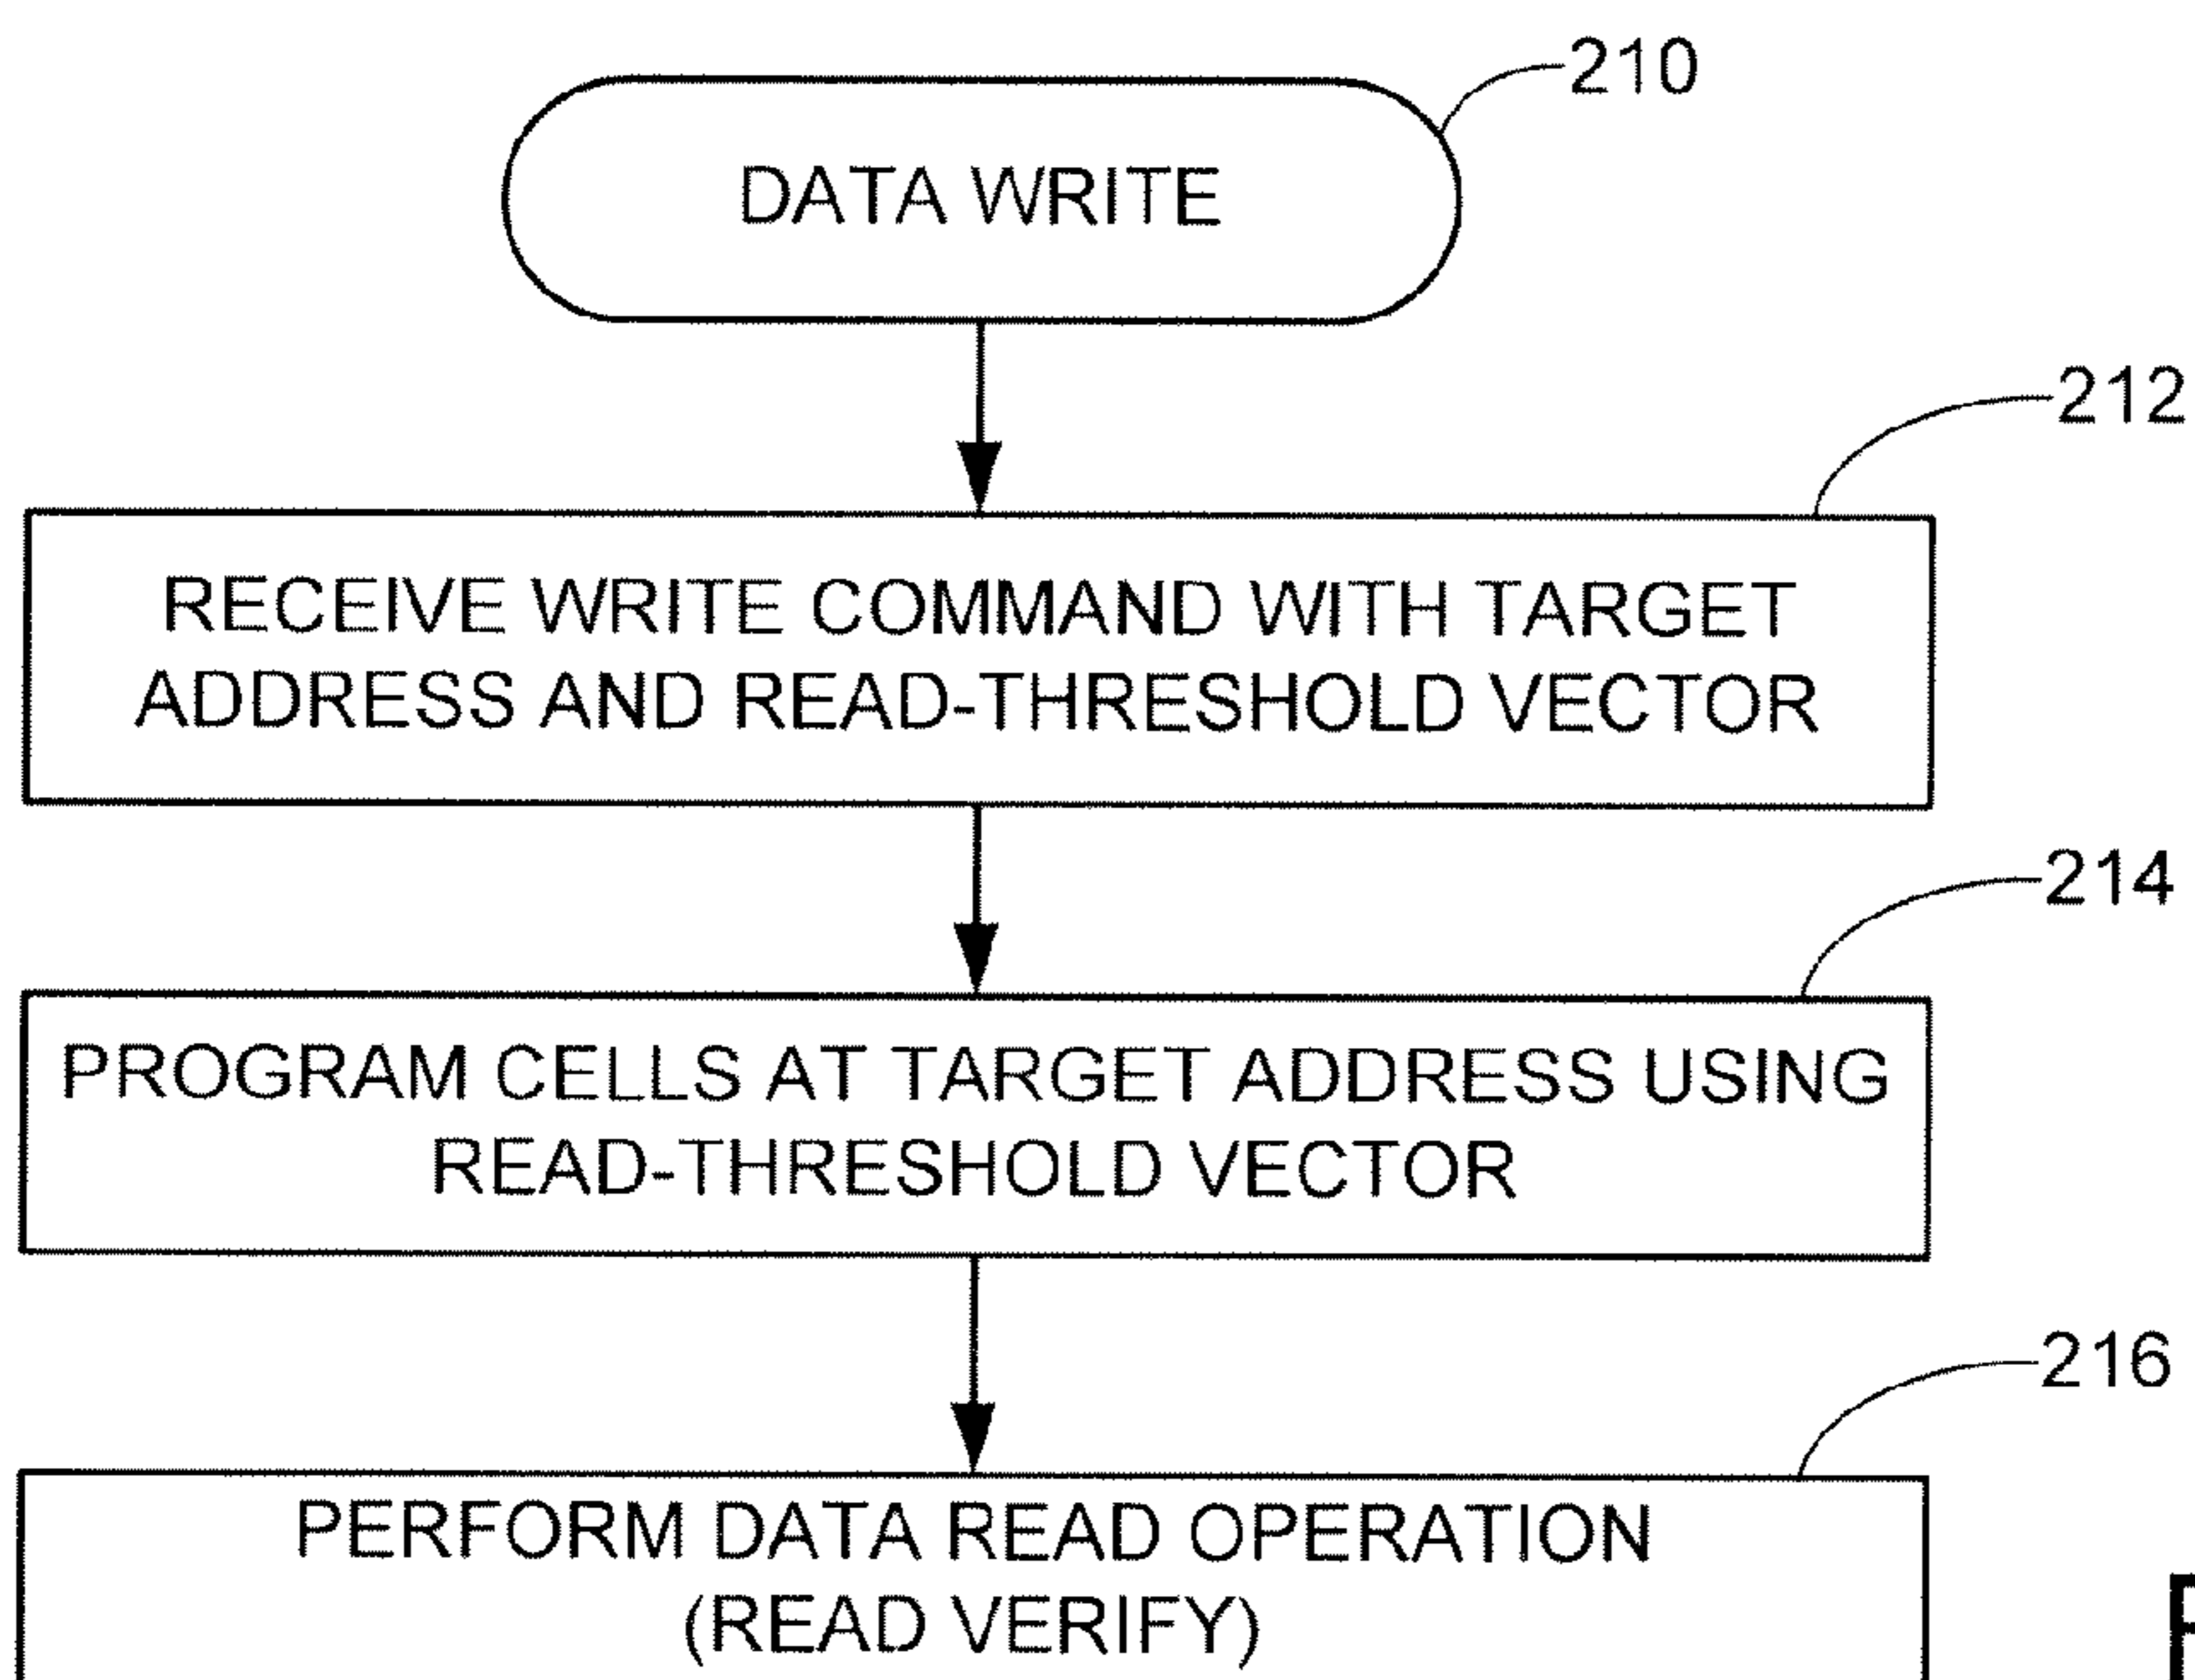 210
DATA WRITE
212
RECEIVE WRITE COMMAND WITH TARGET
ADDRESS AND READ-THRESHOLD VECTOR
214
PROGRAM CELLS AT TARGET ADDRESS USING
READ-THRESHOLD VECTOR
216
PERFORM DATA READ OPERATION
(READ VERIFY)